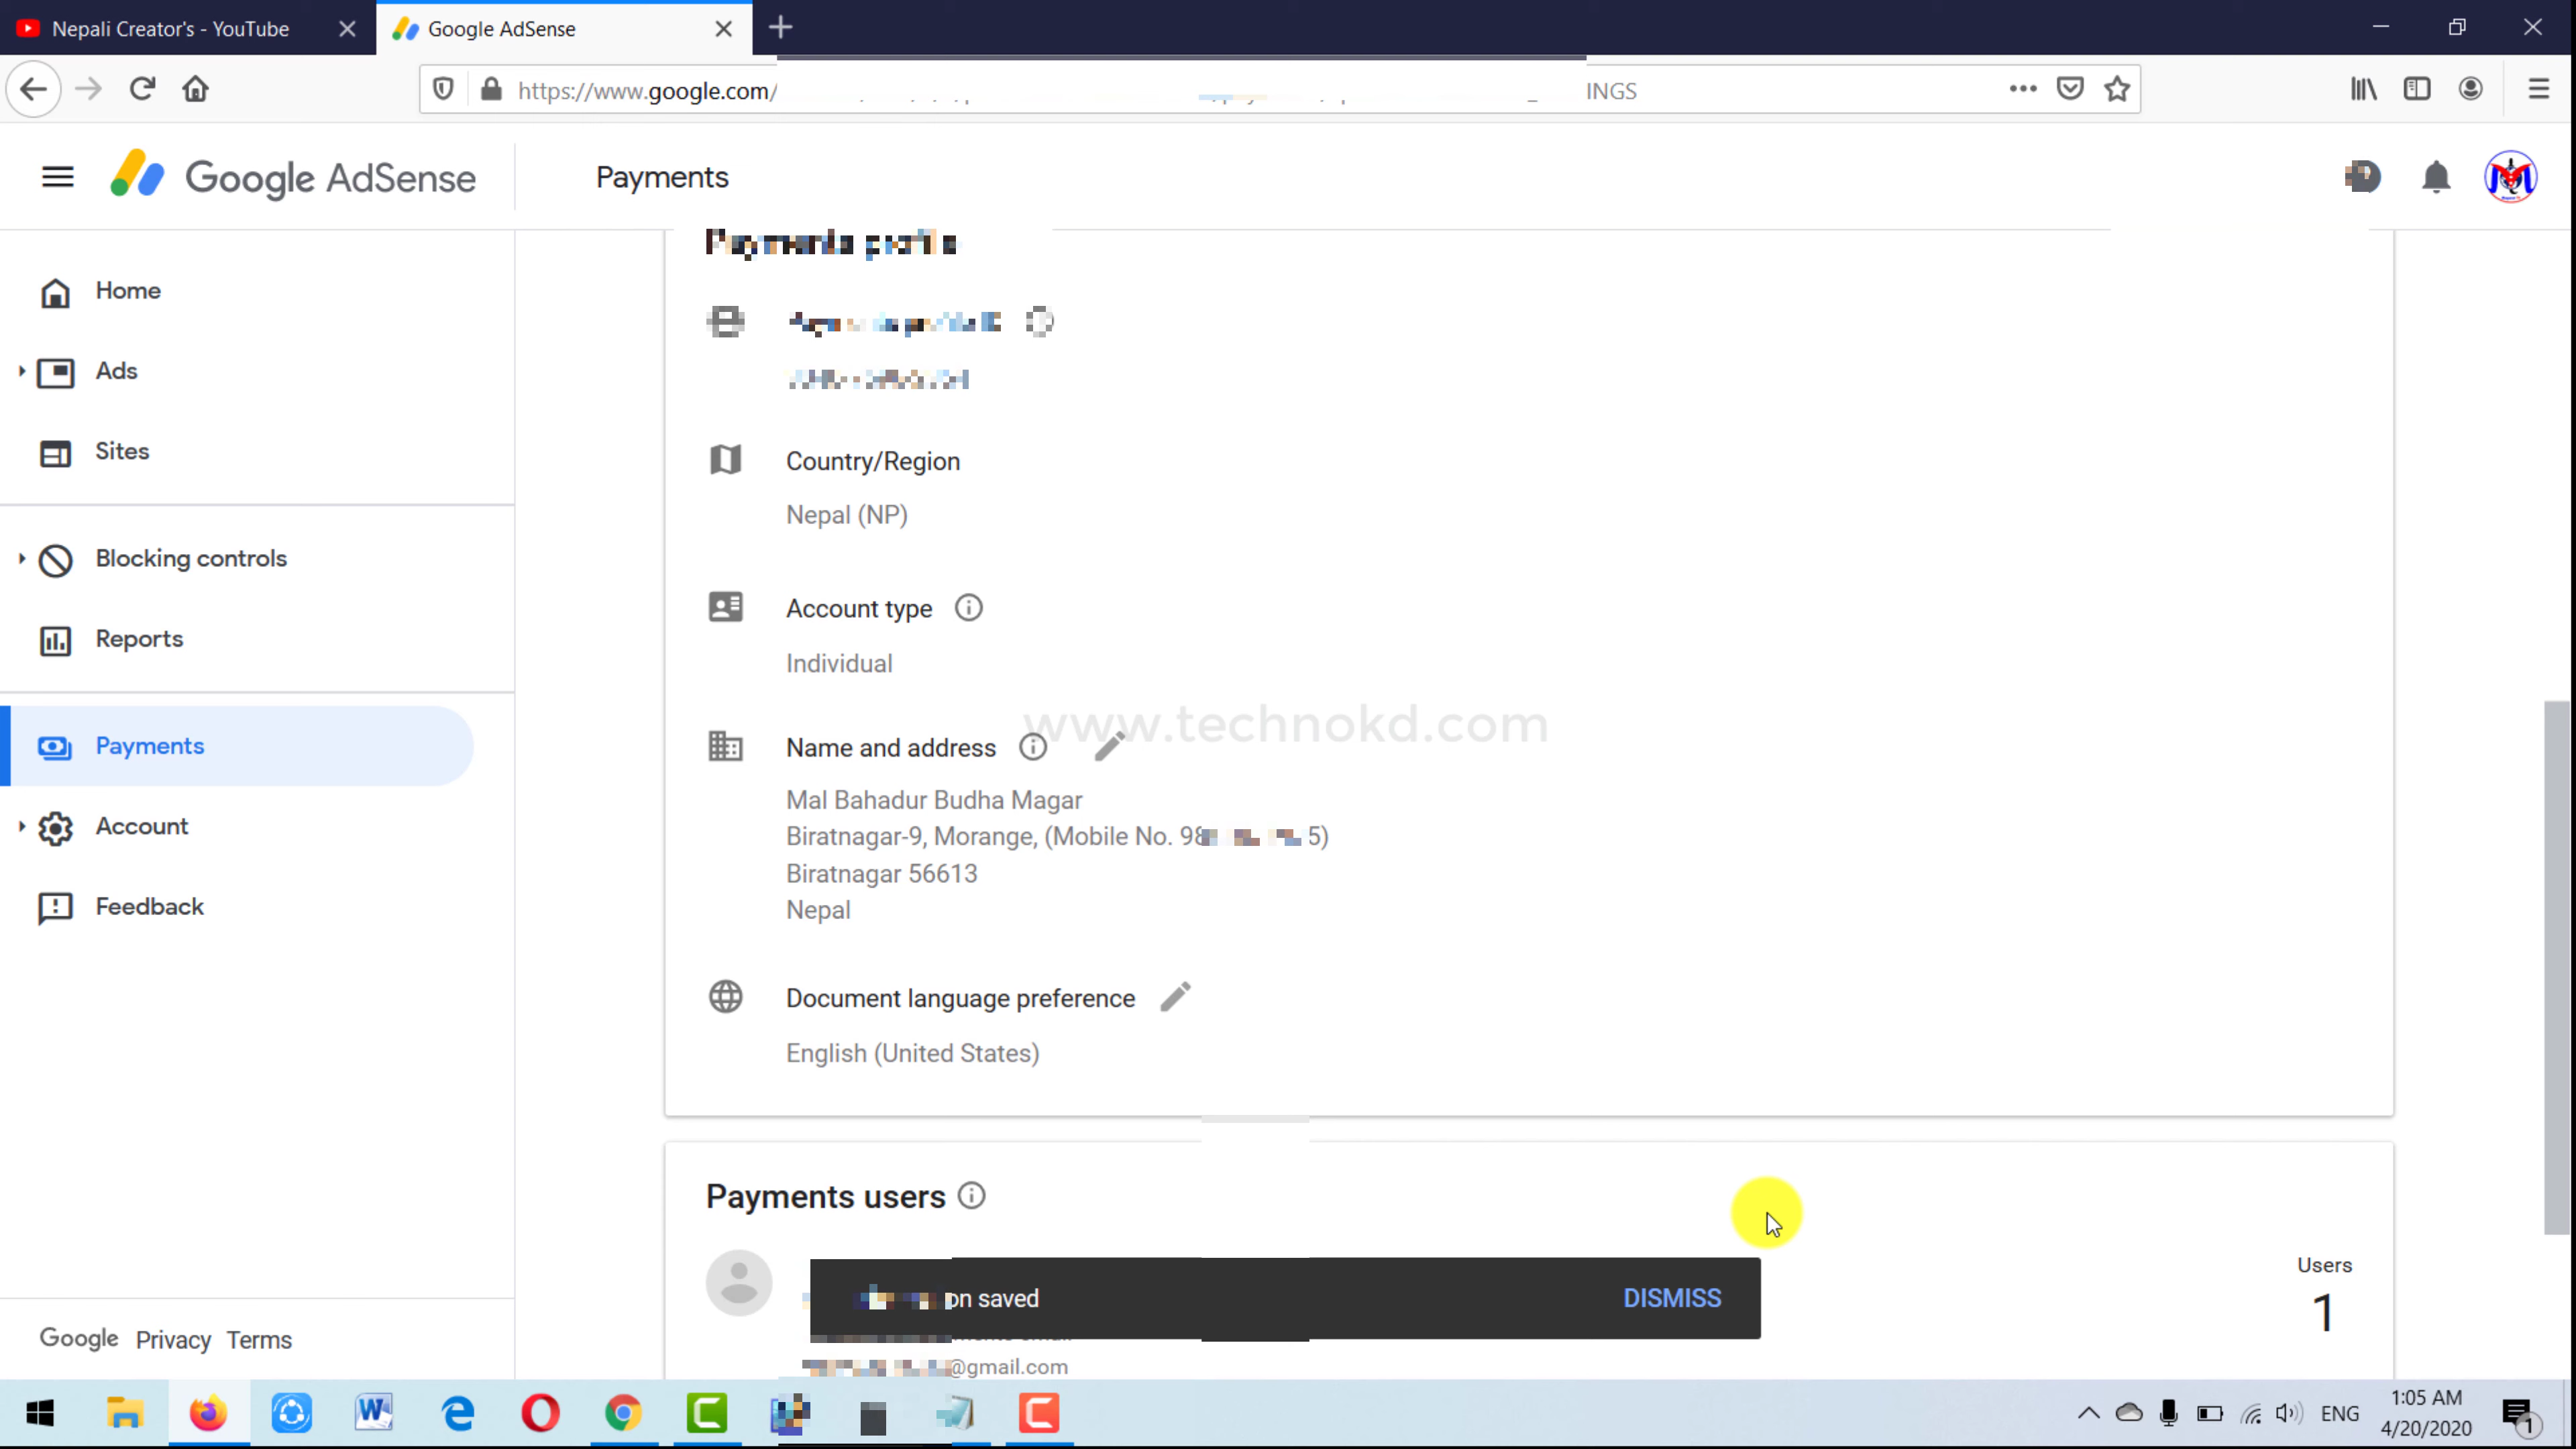 Nepali Creator's - YouTube
Google AdSense
https://www.google.com/
INGS
Google AdSense
Payments
Home
Ads
Sites
Blocking controls
Reports
Payments
Account
Feedback
Google Privacy Terms
Country/Region
Nepal (NP)
Account type
Individual
www.technokd.com
Name and address
Mal Bahadur Budha Magar
Biratnagar-9, Morange, (Mobile No. 98 5)
Biratnagar 56613
Nepal
Document language preference
English (United States)
Payments users
on saved
DISMISS
Users
1
@gmail.com
ENG
1:05 AM
4/20/2020
1